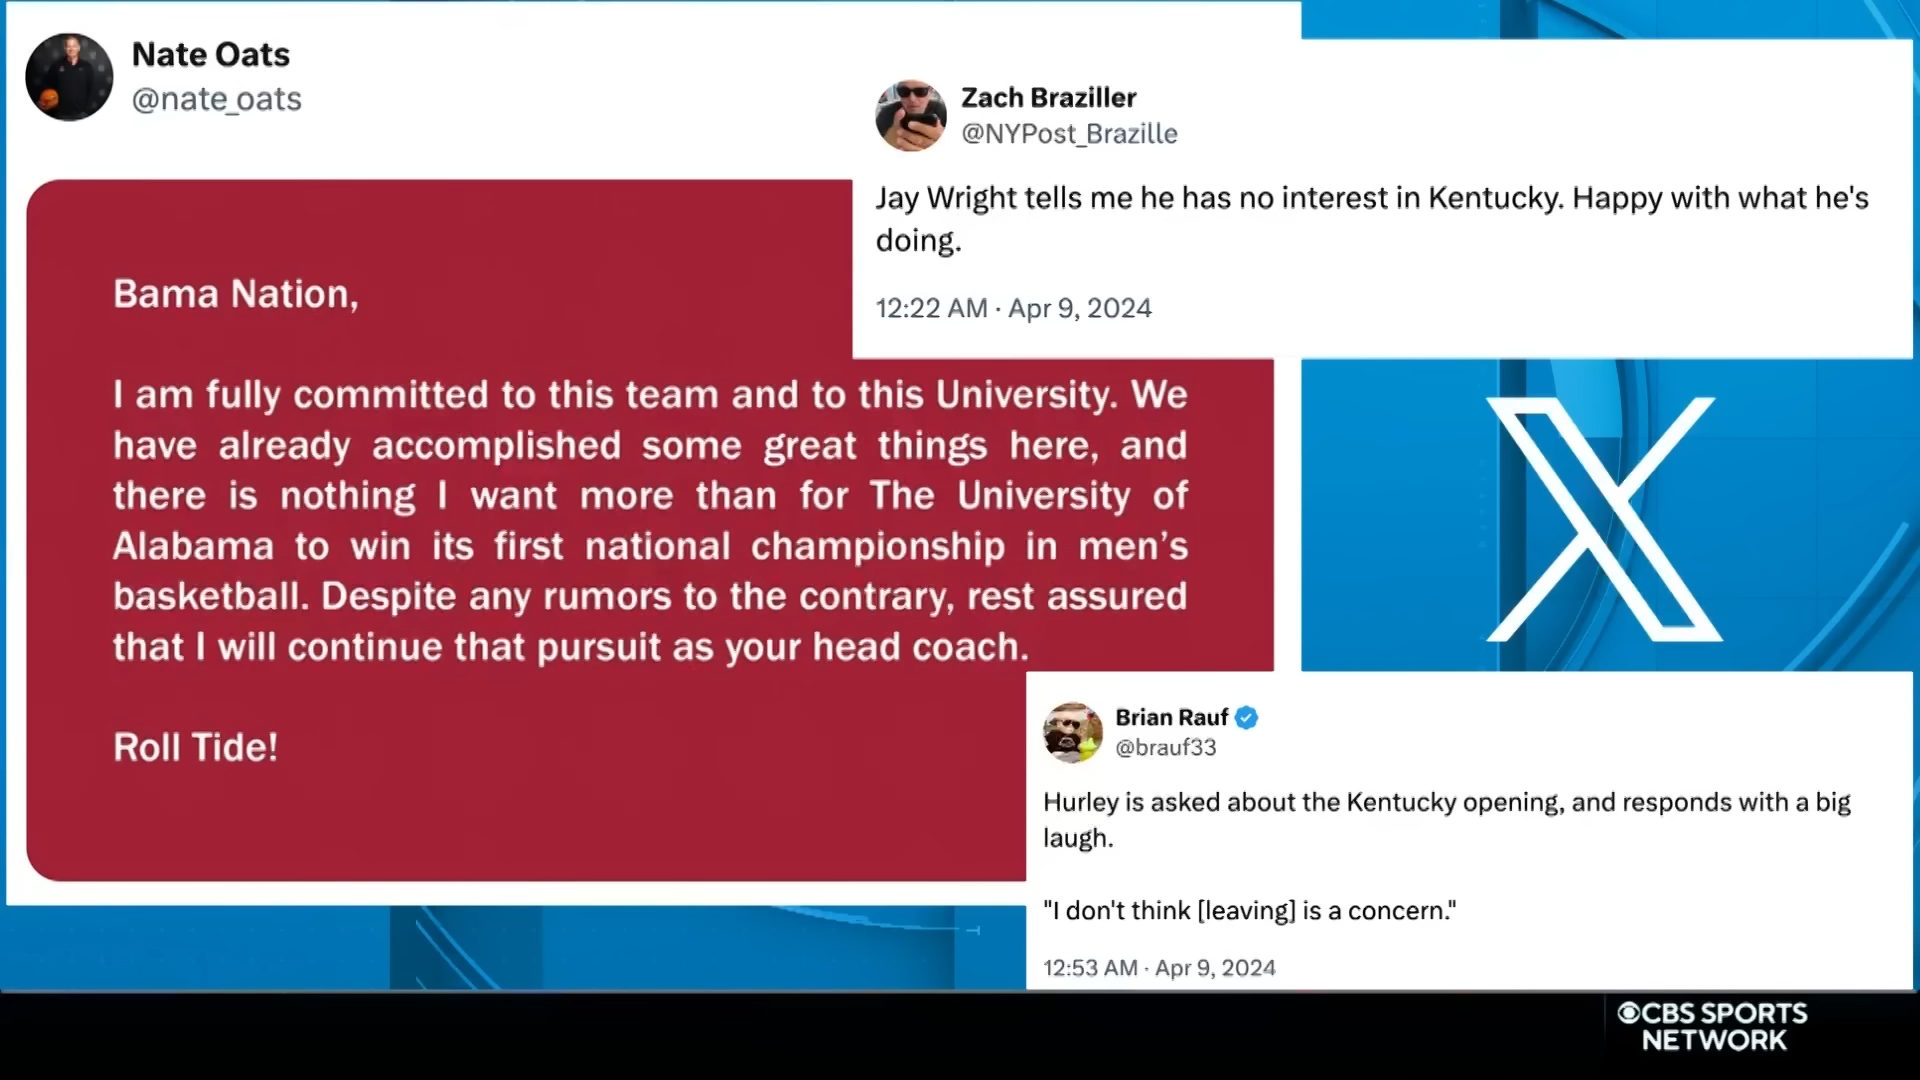 Nate Oats
@nate_oats
Bama Nation,
I am fully committed to this team and to this University. We
have already accomplished some great things here, and
there is nothing I want more than for The University of
Alabama to win its first national championship in men’s
basketball. Despite any rumors to the contrary, rest assured
that I will continue that pursuit as your head coach.
Roll Tide!
Zach Braziller
@NYPost_Brazille
Jay Wright tells me he has no interest in Kentucky. Happy with what he's
doing.
12:22 AM · Apr 9, 2024
Brian Rauf
@brauf33
Hurley is asked about the Kentucky opening, and responds with a big
laugh.
"I don't think [leaving] is a concern."
12:53 AM · Apr 9, 2024
CBS SPORTS
NETWORK